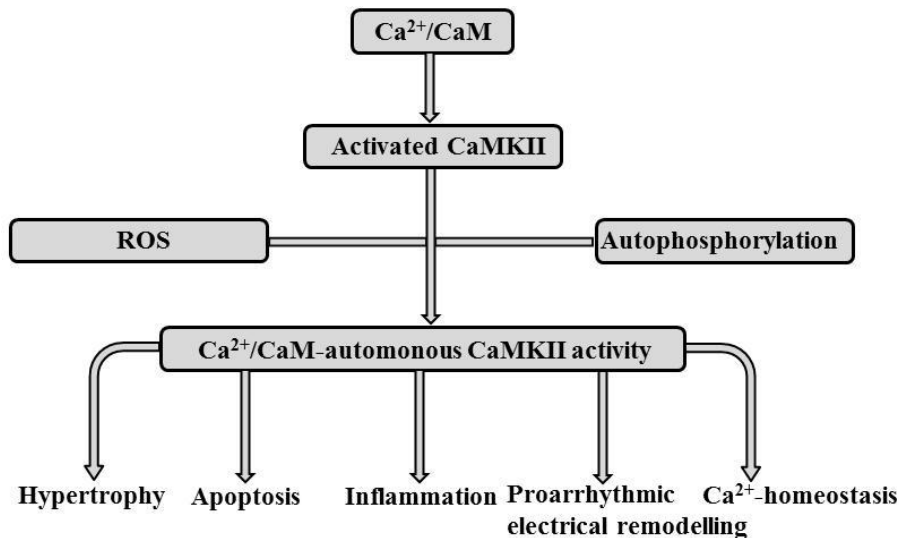 Ca²⁺/CaM
Activated CaMKII
ROS
Autophosphorylation
Ca²⁺/CaM-automonous CaMKII activity
Hypertrophy
Apoptosis
Inflammation
Proarrhythmic
electrical remodelling
Ca²⁺-homeostasis